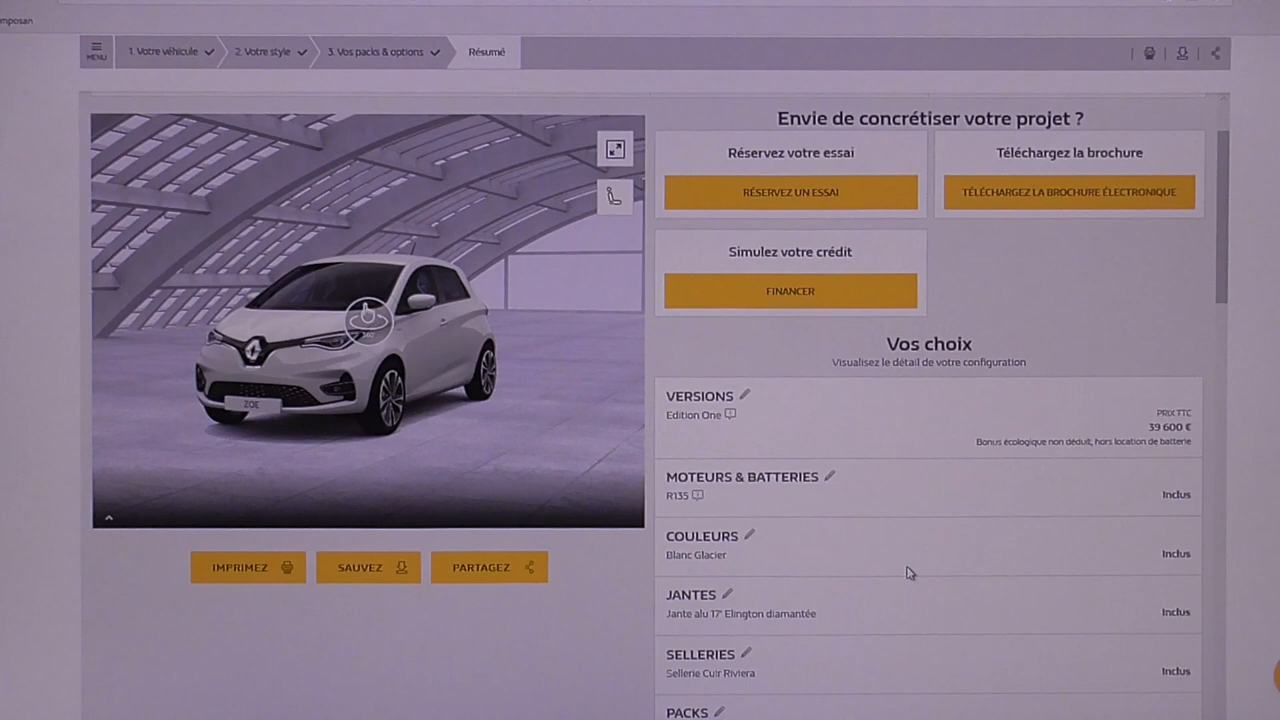 mposan
MENU
1. Votre véhicule
2. Votre style
3. Vos packs & options
Résumé
Envie de concrétiser votre projet ?
Réservez votre essai
RÉSERVEZ UN ESSAI
Téléchargez la brochure
TÉLÉCHARGEZ LA BROCHURE ÉLECTRONIQUE
Simulez votre crédit
FINANCER
ZOE
IMPRIMEZ
SAUVEZ
PARTAGEZ
Vos choix
Visualisez le détail de votre configuration
VERSIONS
Edition One
PRIX TTC
39 600 €
Bonus écologique non déduit, hors location de batterie
MOTEURS & BATTERIES
R135
Inclus
COULEURS
Blanc Glacier
Inclus
JANTES
Jante alu 17" Elington diamantée
Inclus
SELLERIES
Sellerie Cuir Riviera
Inclus
PACKS